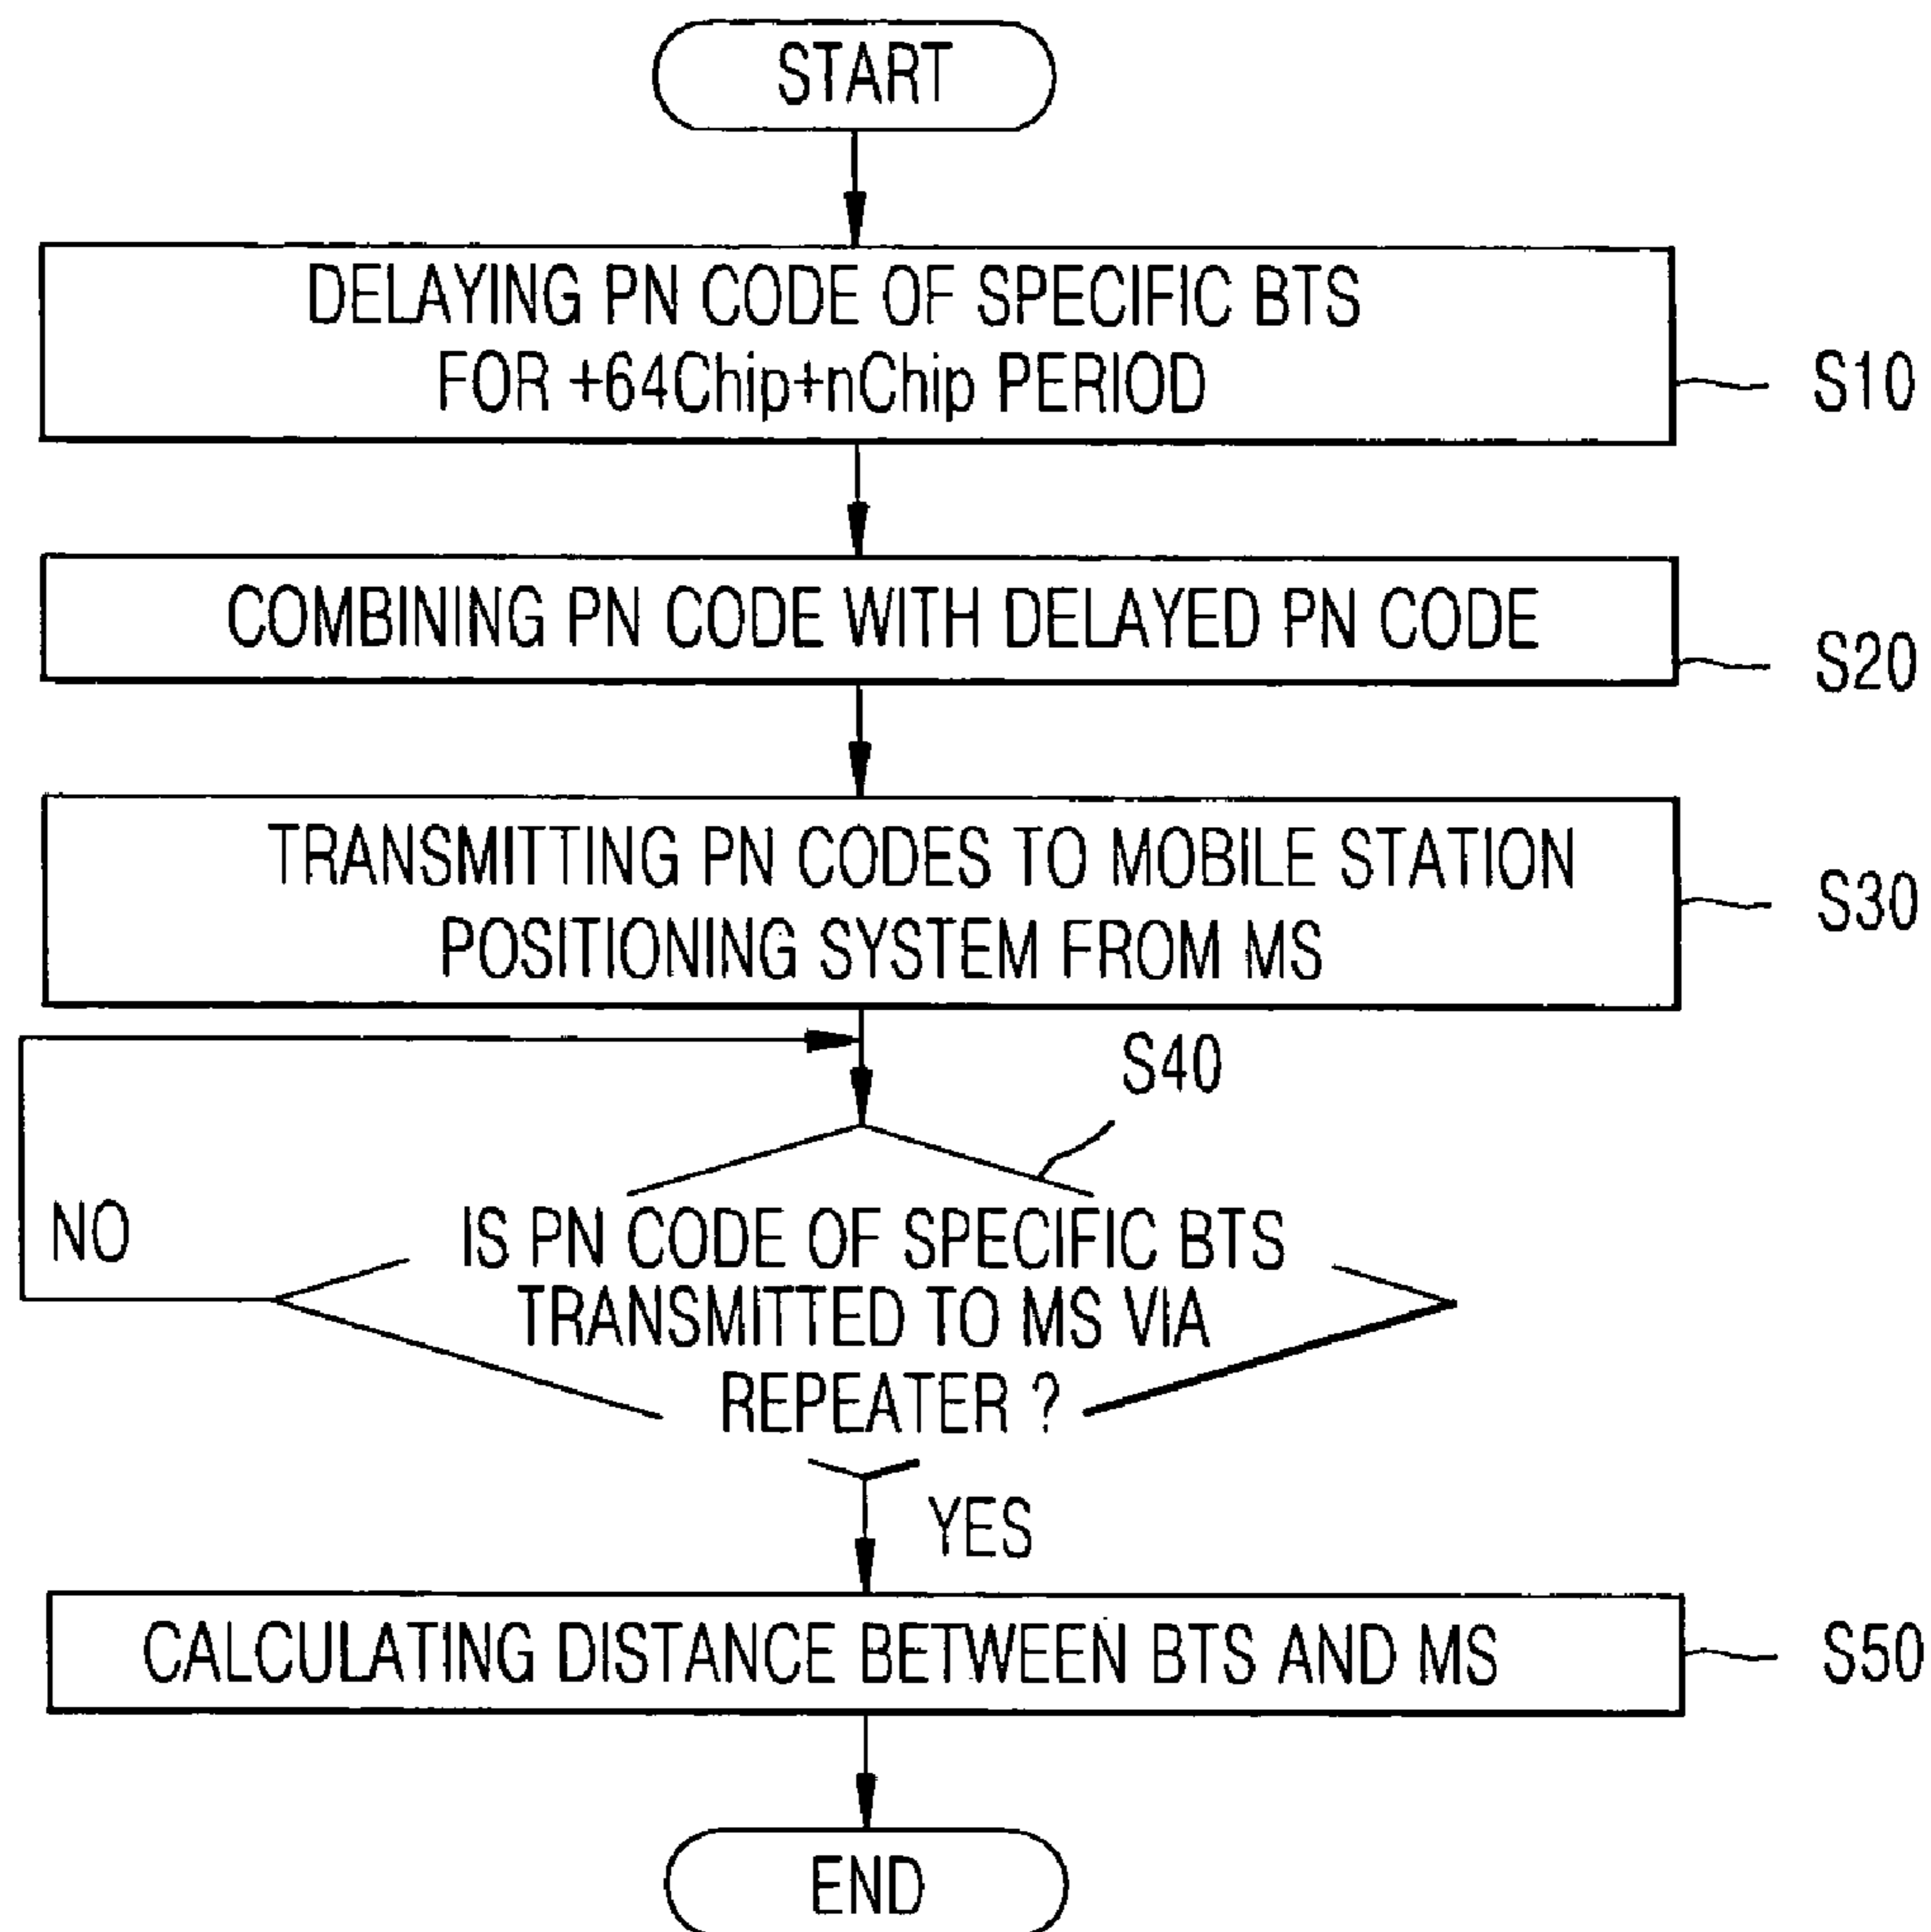 START
DELAYING PN CODE OF SPECIFIC BTS
FOR +64Chip+nChip PERIOD
S10
COMBINING PN CODE WITH DELAYED PN CODE
S20
TRANSMITTING PN CODES TO MOBILE STATION
POSITIONING SYSTEM FROM MS
S30
S40
NO
IS PN CODE OF SPECIFIC BTS
TRANSMITTED TO MS VIA
REPEATER ?
YES
CALCULATING DISTANCE BETWEEN BTS AND MS
S50
END